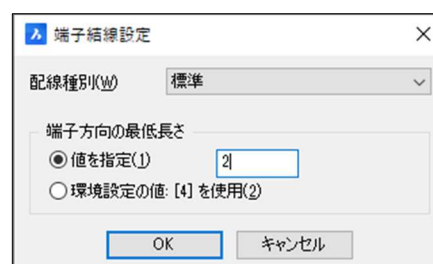 端子結線設定
配線種別(W) 標準
端子方向の最低長さ
値を指定(1) 2
環境設定の値: [4] を使用(2)
OK キャンセル